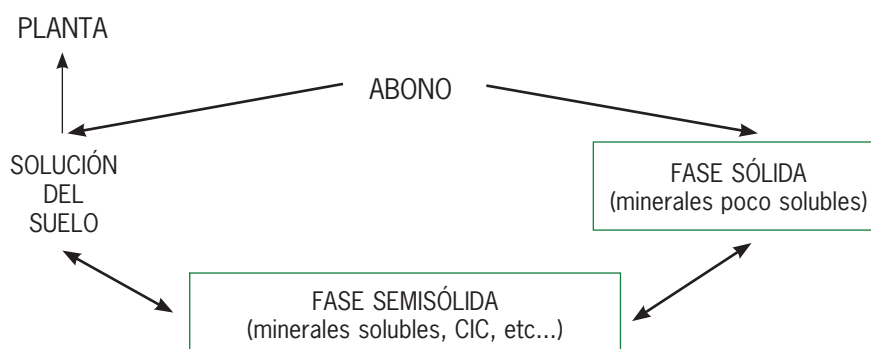 PLANTA
ABONO
SOLUCIÓN
DEL
SUELO
FASE SÓLIDA
(minerales poco solubles)
FASE SEMISÓLIDA
(minerales solubles, CIC, etc...)